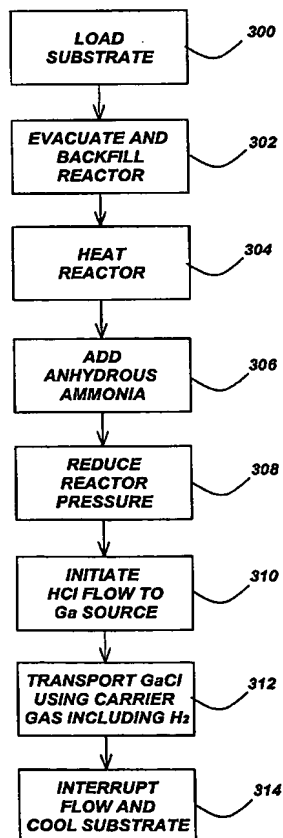 LOAD
SUBSTRATE
300
EVACUATE AND
BACKFILL
REACTOR
302
HEAT
REACTOR
304
ADD
ANHYDROUS
AMMONIA
306
REDUCE
REACTOR
PRESSURE
308
INITIATE
HCl FLOW TO
Ga SOURCE
310
TRANSPORT GaCl
USING CARRIER
GAS INCLUDING H₂
312
INTERRUPT
FLOW AND
COOL SUBSTRATE
314